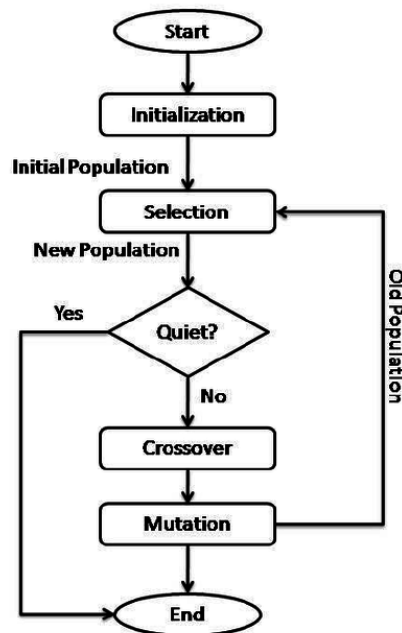 Start
Initialization
Initial Population
Selection
New Population
Old Population
Yes
Quiet?
No
Crossover
Mutation
End